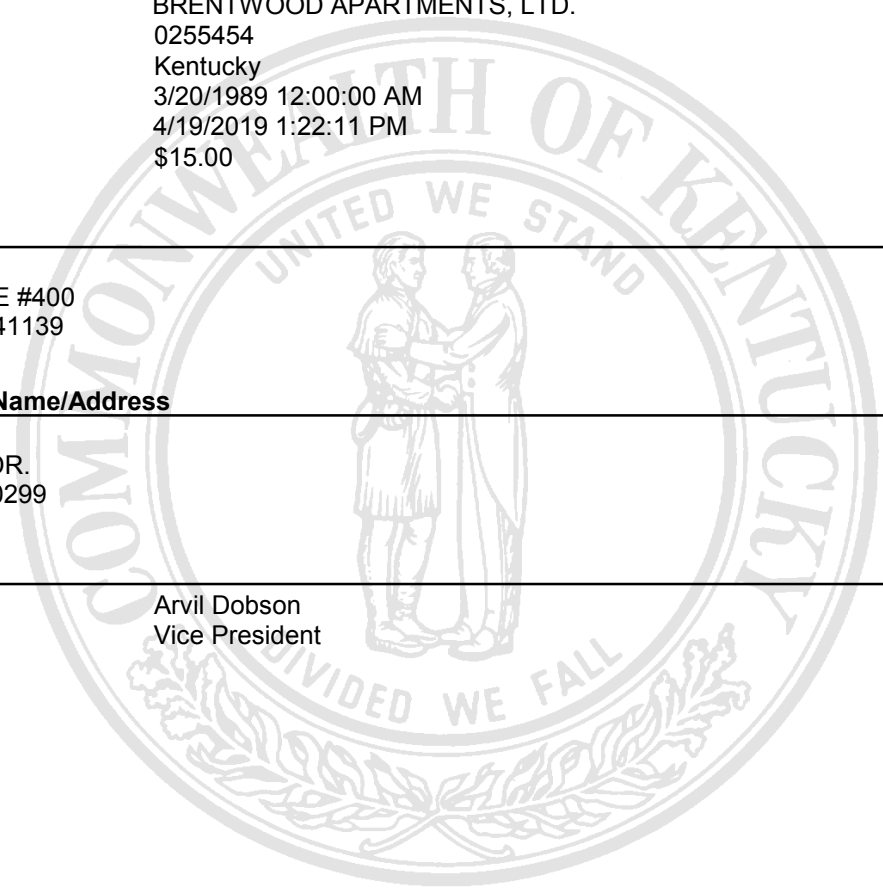 BRENTWOOD APARTMENTS, LTD.
0255454
Kentucky
3/20/1989 12:00:00 AM
4/19/2019 1:22:11 PM
$15.00
COMMONWEALTH OF KENTUCKY
UNITED WE STAND
E #400
41139
Name/Address
DR.
0299
Arvil Dobson
Vice President
DIVIDED WE FALL